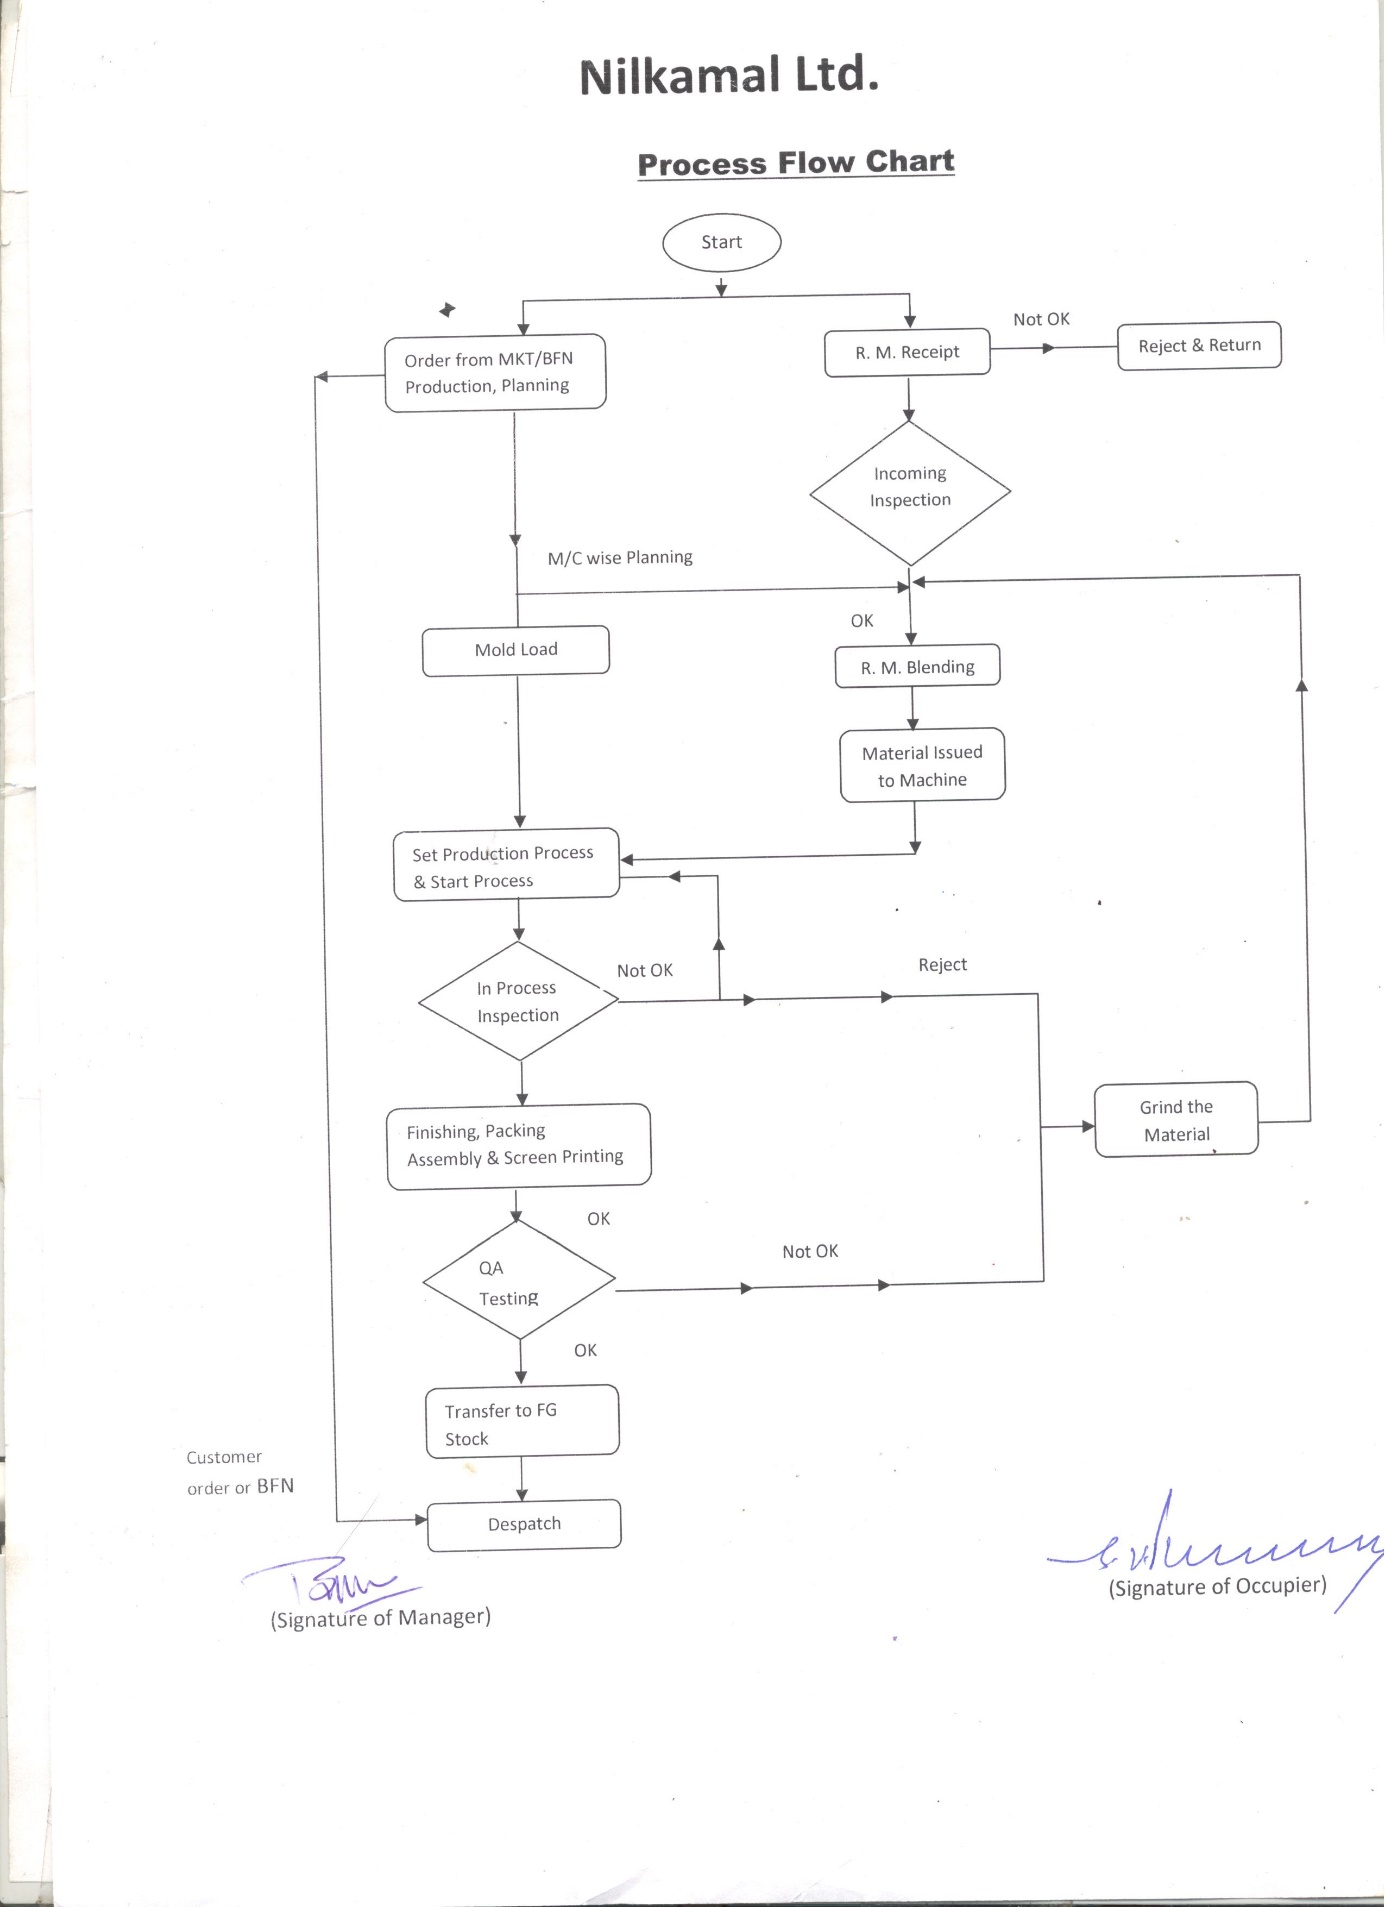 Nilkamal Ltd.
Process Flow Chart
Start
Order from MKT/BFN
Production, Planning
R. M. Receipt
Not OK
Reject & Return
Incoming
Inspection
M/C wise Planning
OK
Mold Load
R. M. Blending
Material Issued
to Machine
Set Production Process
& Start Process
In Process
Inspection
Not OK
Reject
Finishing, Packing
Assembly & Screen Printing
Grind the
Material
OK
QA
Testing
Not OK
OK
Transfer to FG
Stock
Customer
order or BFN
Despatch
(Signature of Manager)
(Signature of Occupier)